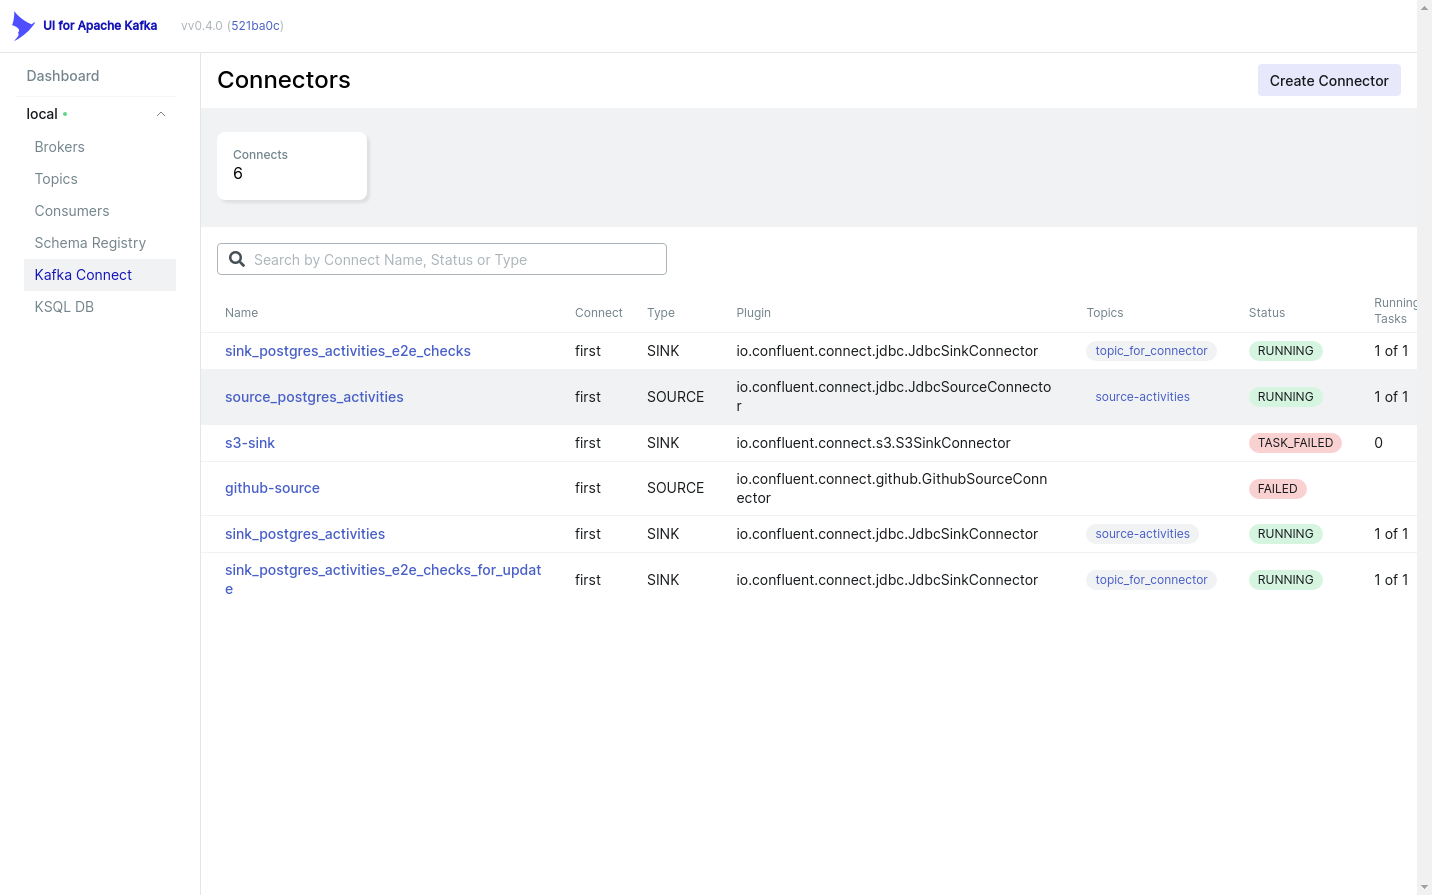 UI for Apache Kafka vv0.4.0 (521ba0c)
Dashboard
local
Brokers
Topics
Consumers
Schema Registry
Kafka Connect
KSQL DB
Connectors
Create Connector
Connects
6
Search by Connect Name, Status or Type
Name Connect Type Plugin Topics Status Running
Tasks
sink_postgres_activities_e2e_checks first SINK io.confluent.connect.jdbc.JdbcSinkConnector topic_for_connector RUNNING 1 of 1
source_postgres_activities first SOURCE io.confluent.connect.jdbc.JdbcSourceConnecto
r source-activities RUNNING 1 of 1
s3-sink first SINK io.confluent.connect.s3.S3SinkConnector TASK_FAILED 0
github-source first SOURCE io.confluent.connect.github.GithubSourceConn
ector FAILED
sink_postgres_activities first SINK io.confluent.connect.jdbc.JdbcSinkConnector source-activities RUNNING 1 of 1
sink_postgres_activities_e2e_checks_for_updat
e first SINK io.confluent.connect.jdbc.JdbcSinkConnector topic_for_connector RUNNING 1 of 1